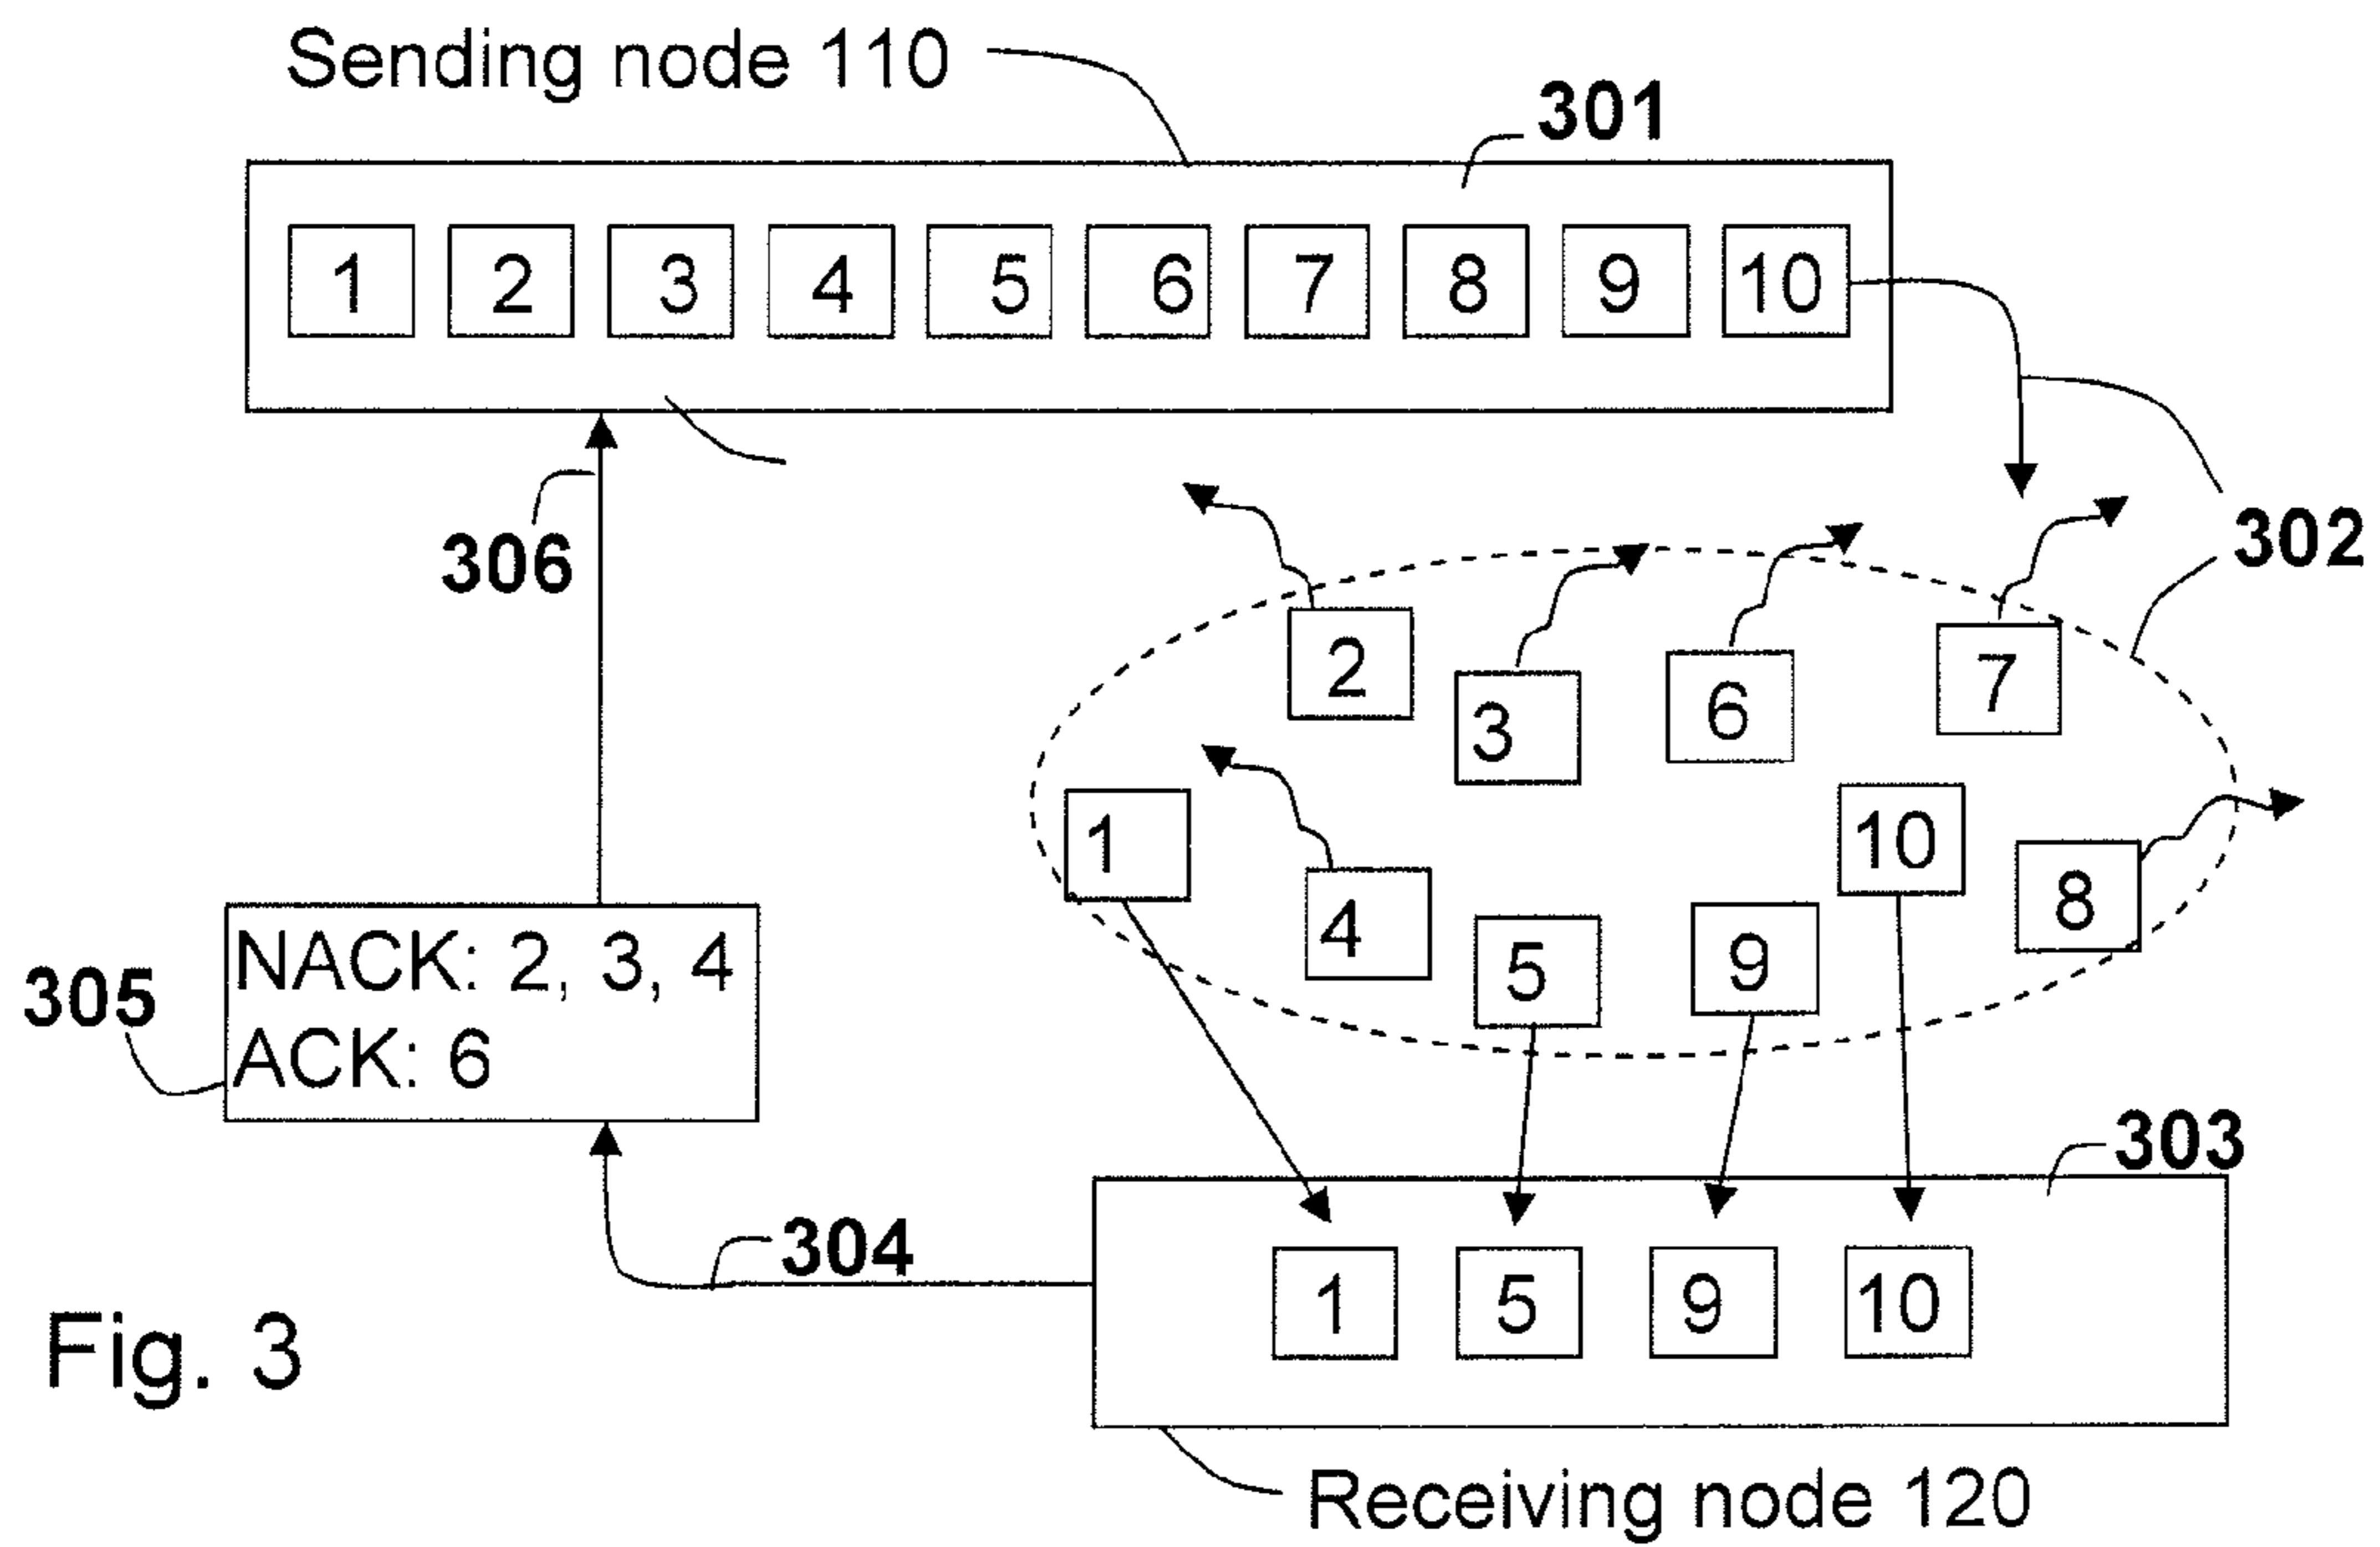 Sending node 110
301
1 2 3 4 5 6 7 8 9 10
306
302
2
3
6
7
1
4
5
9
10
8
NACK: 2, 3, 4
ACK: 6
305
303
304
1 5 9 10
Fig. 3
Receiving node 120